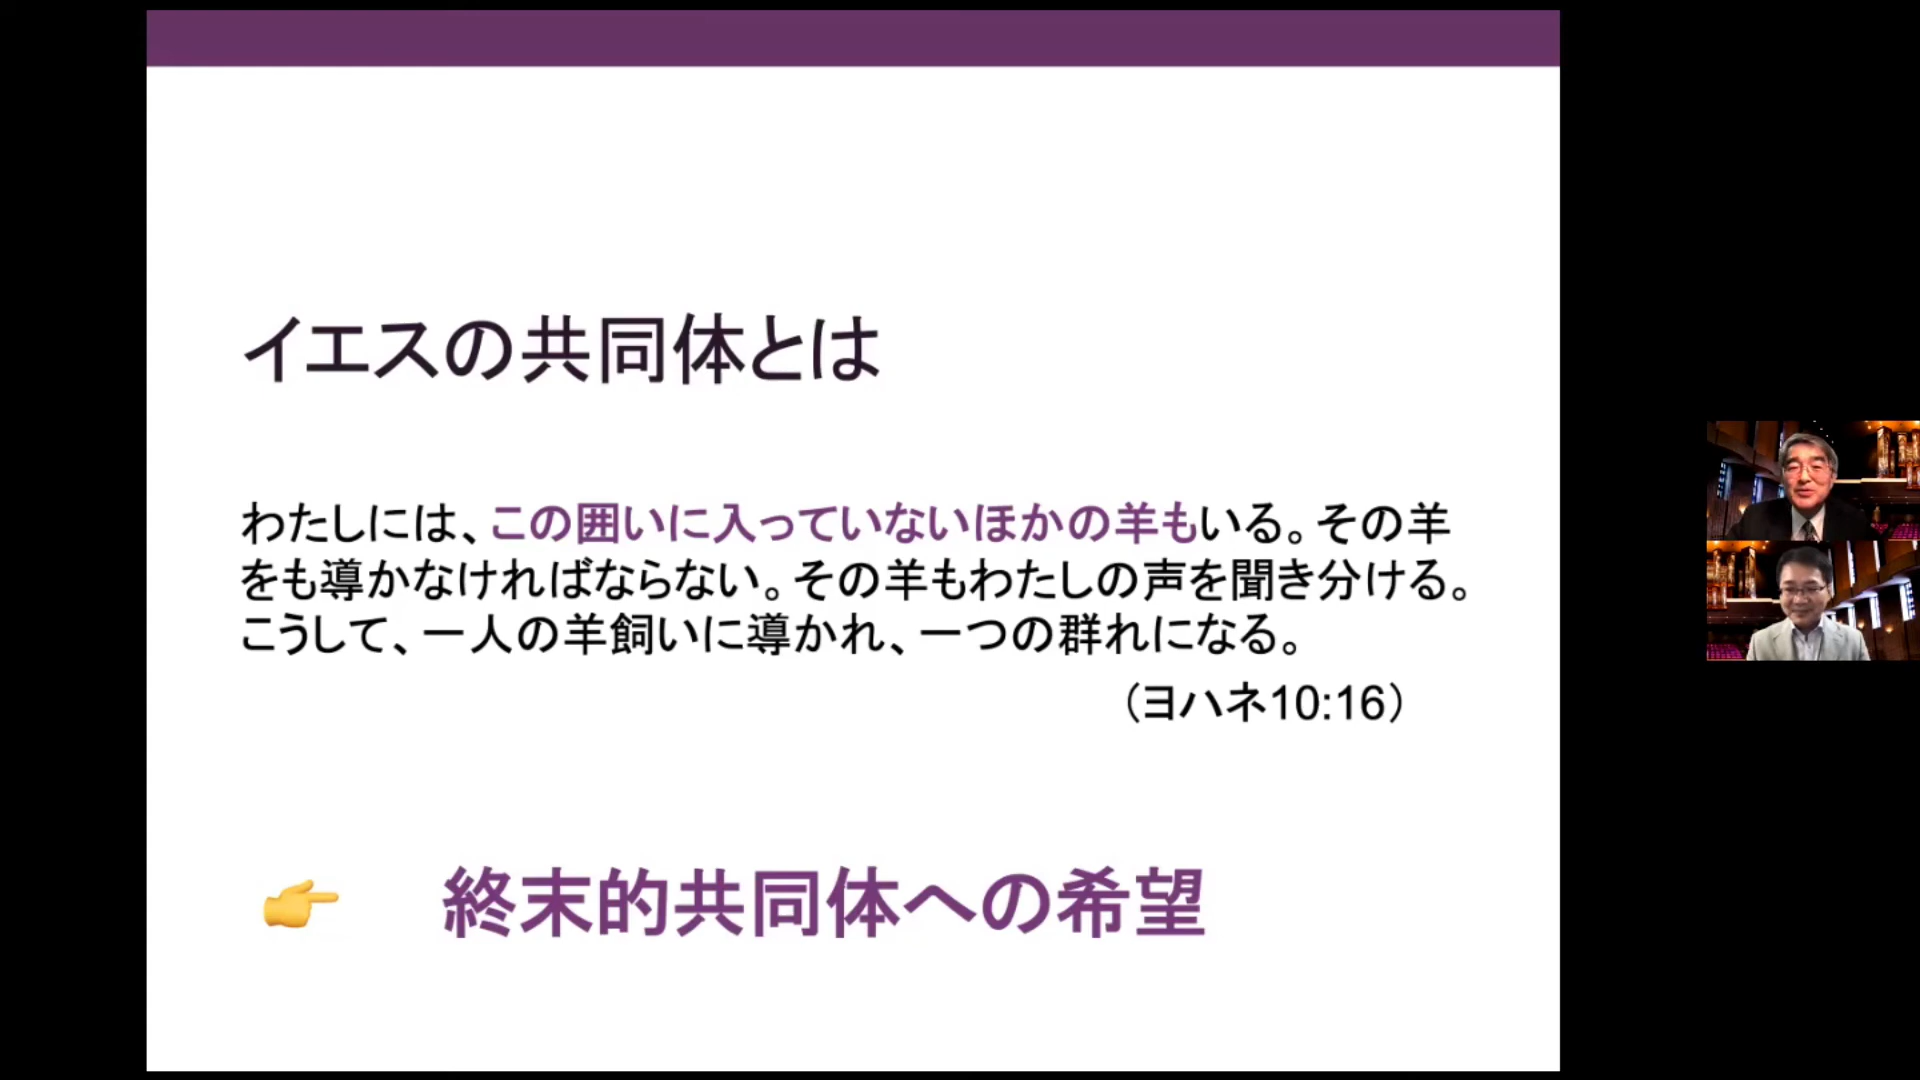 イエスの共同体とは
わたしには、この囲いに入っていないほかの羊もいる。その羊
をも導かなければならない。その羊もわたしの声を聞き分ける。
こうして、一人の羊飼いに導かれ、一つの群れになる。
（ヨハネ10:16）
👉 終末的共同体への希望